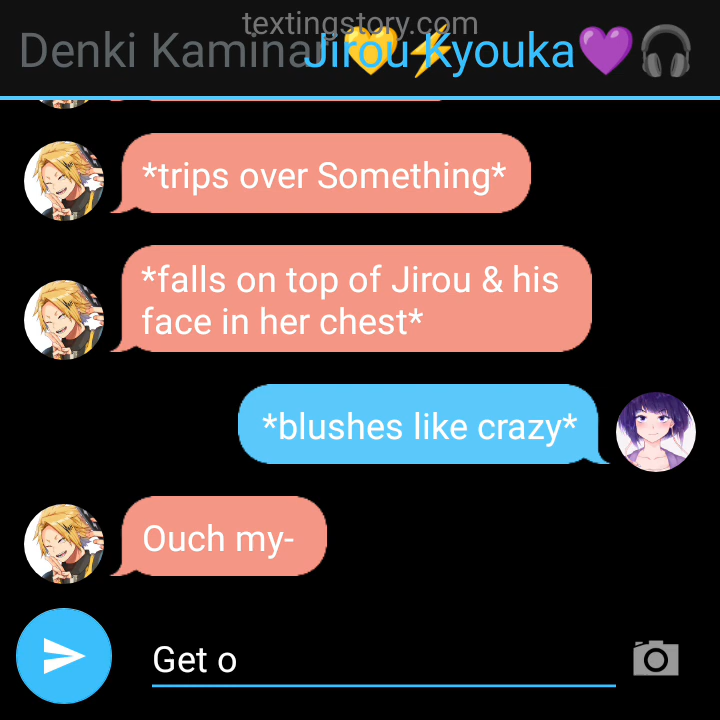 textingstory.com
Denki Kaminar💛⚡
Jirou Kyouka💜🎧
*trips over Something*
*falls on top of Jirou & his
face in her chest*
*blushes like crazy*
Ouch my-
Get o